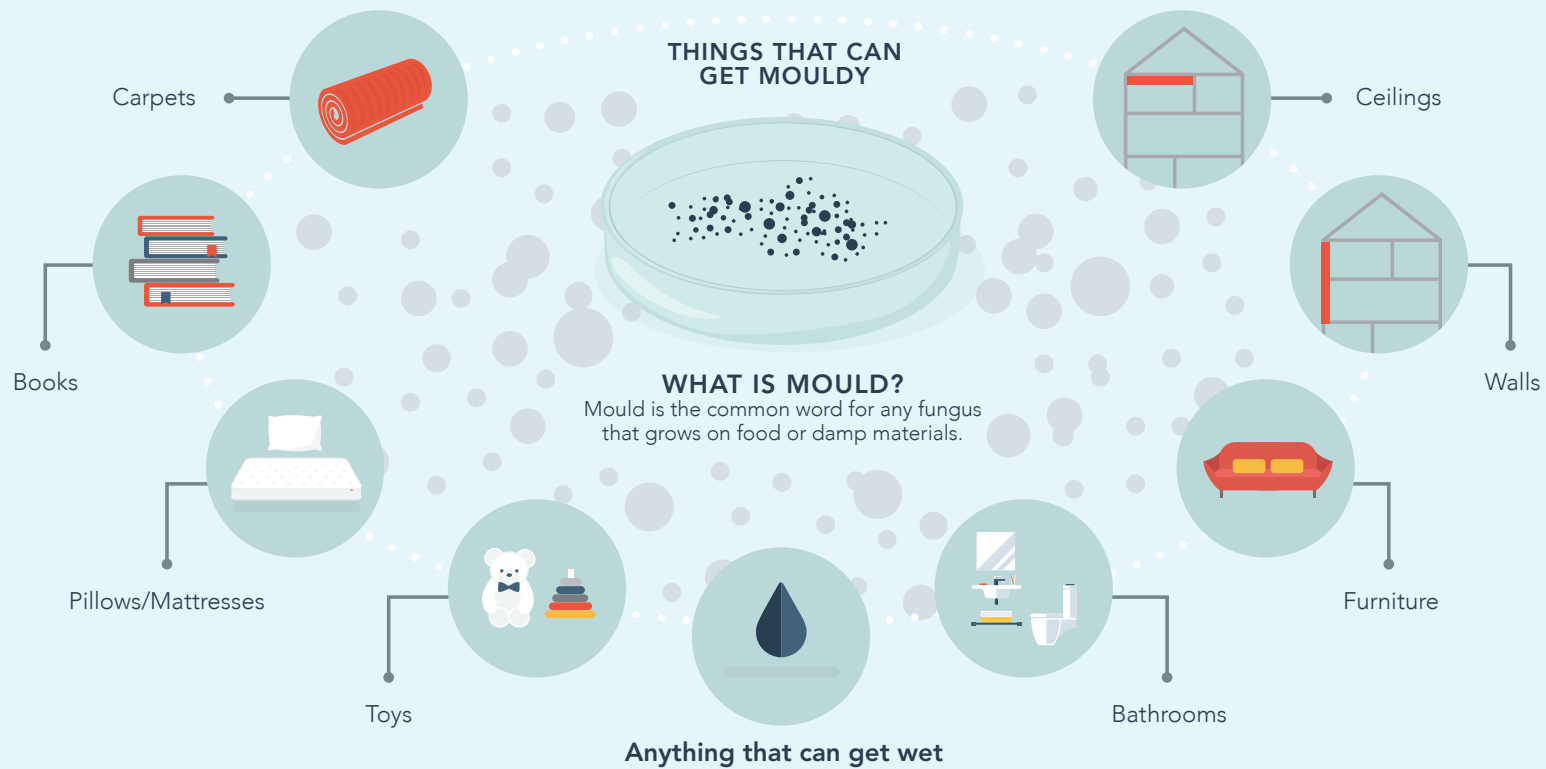 THINGS THAT CAN
GET MOULDY
Carpets
Ceilings
Books
Walls
WHAT IS MOULD?
Mould is the common word for any fungus
that grows on food or damp materials.
Pillows/Mattresses
Furniture
Toys
Bathrooms
Anything that can get wet